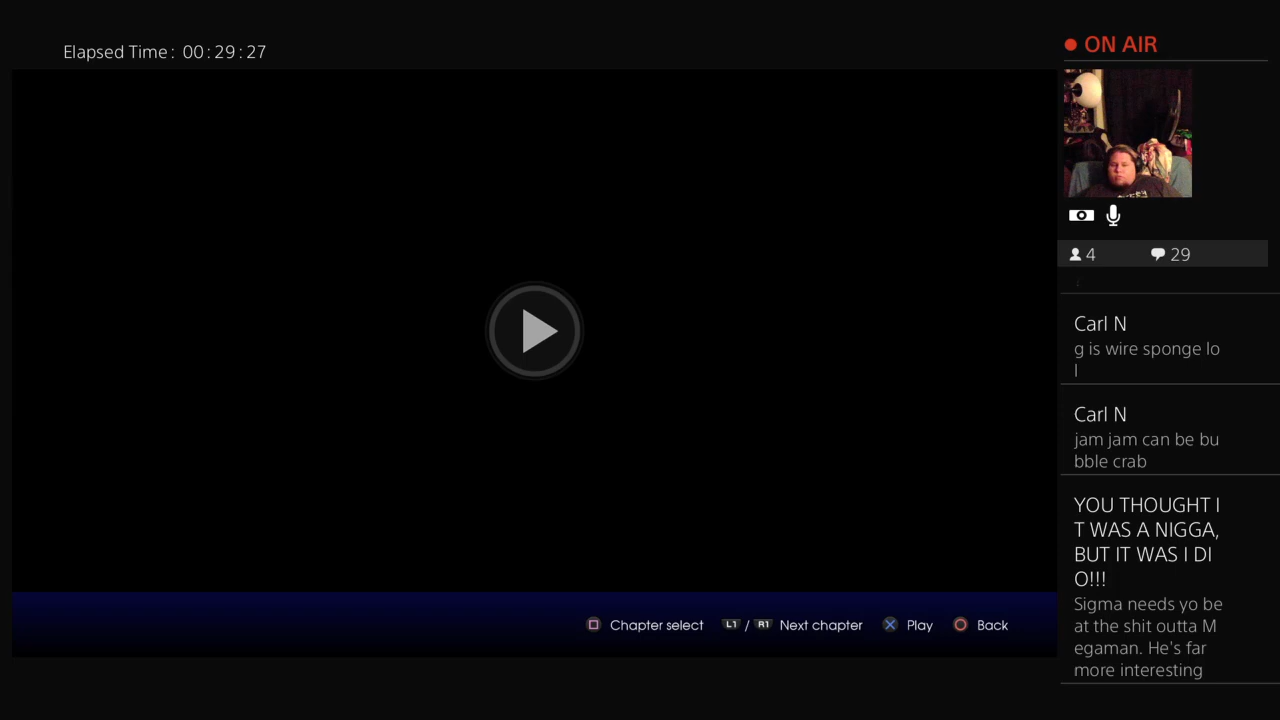 Elapsed Time: 00:29:27
ON AIR
4 29
Carl N
g is wire sponge lo
l
Carl N
jam jam can be bu
bble crab
YOU THOUGHT I
T WAS A NIGGA,
BUT IT WAS I DI
O!!!
Sigma needs yo be
at the shit outta M
egaman. He's far
more interesting
Chapter select L1 / R1 Next chapter Play Back